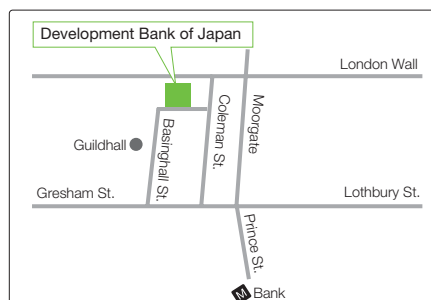 Development Bank of Japan
London Wall
Moorgate
Coleman St.
Basinghall St.
Guildhall
Gresham St.
Lothbury St.
Prince St.
M Bank